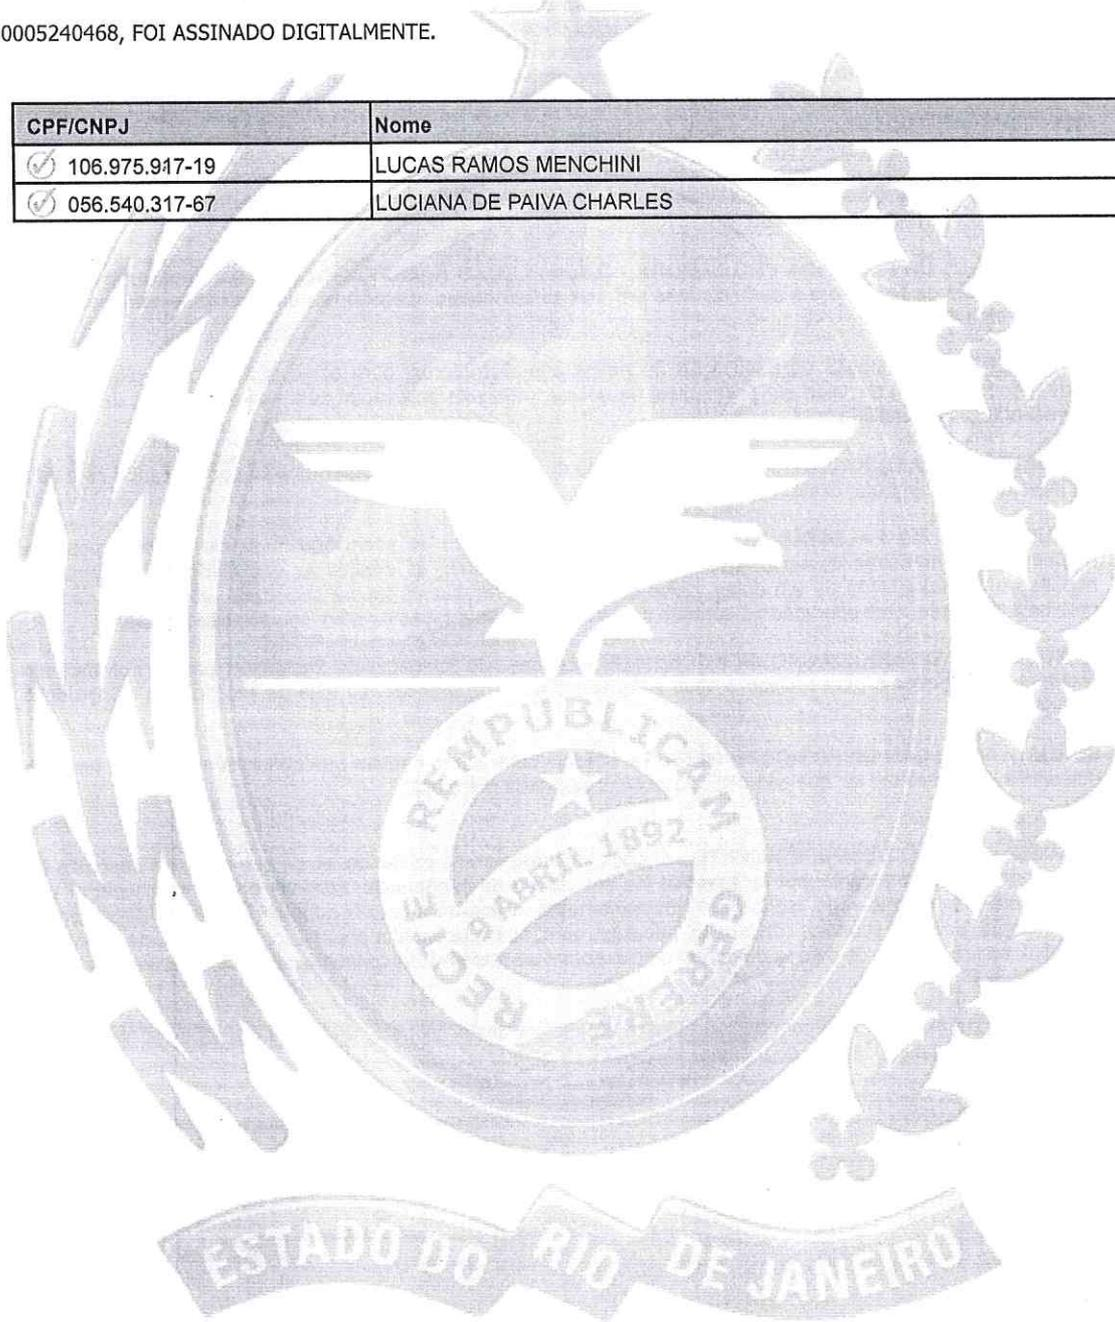 0005240468, FOI ASSINADO DIGITALMENTE.
CPF/CNPJ Nome
106.975.917-19 LUCAS RAMOS MENCHINI
056.540.317-67 LUCIANA DE PAIVA CHARLES
RECTE REMPUBLICAM GERERE
9 ABRIL 1892
ESTADO DO RIO DE JANEIRO